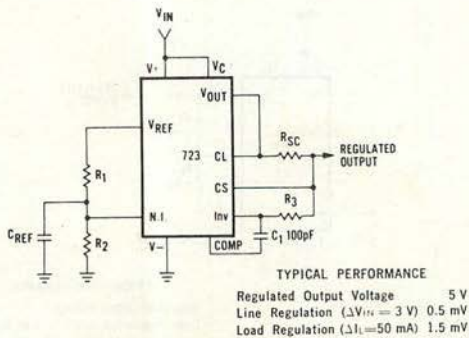 VIN
V+ VC
VOUT
VREF
RSC
R1
723 CL
REGULATED
OUTPUT
CS
R3
CREF
N.I.
Inv
R2
V−
COMP
C1 100pF
TYPICAL PERFORMANCE
Regulated Output Voltage 5 V
Line Regulation (ΔVIN = 3 V) 0.5 mV
Load Regulation (ΔIL=50 mA) 1.5 mV